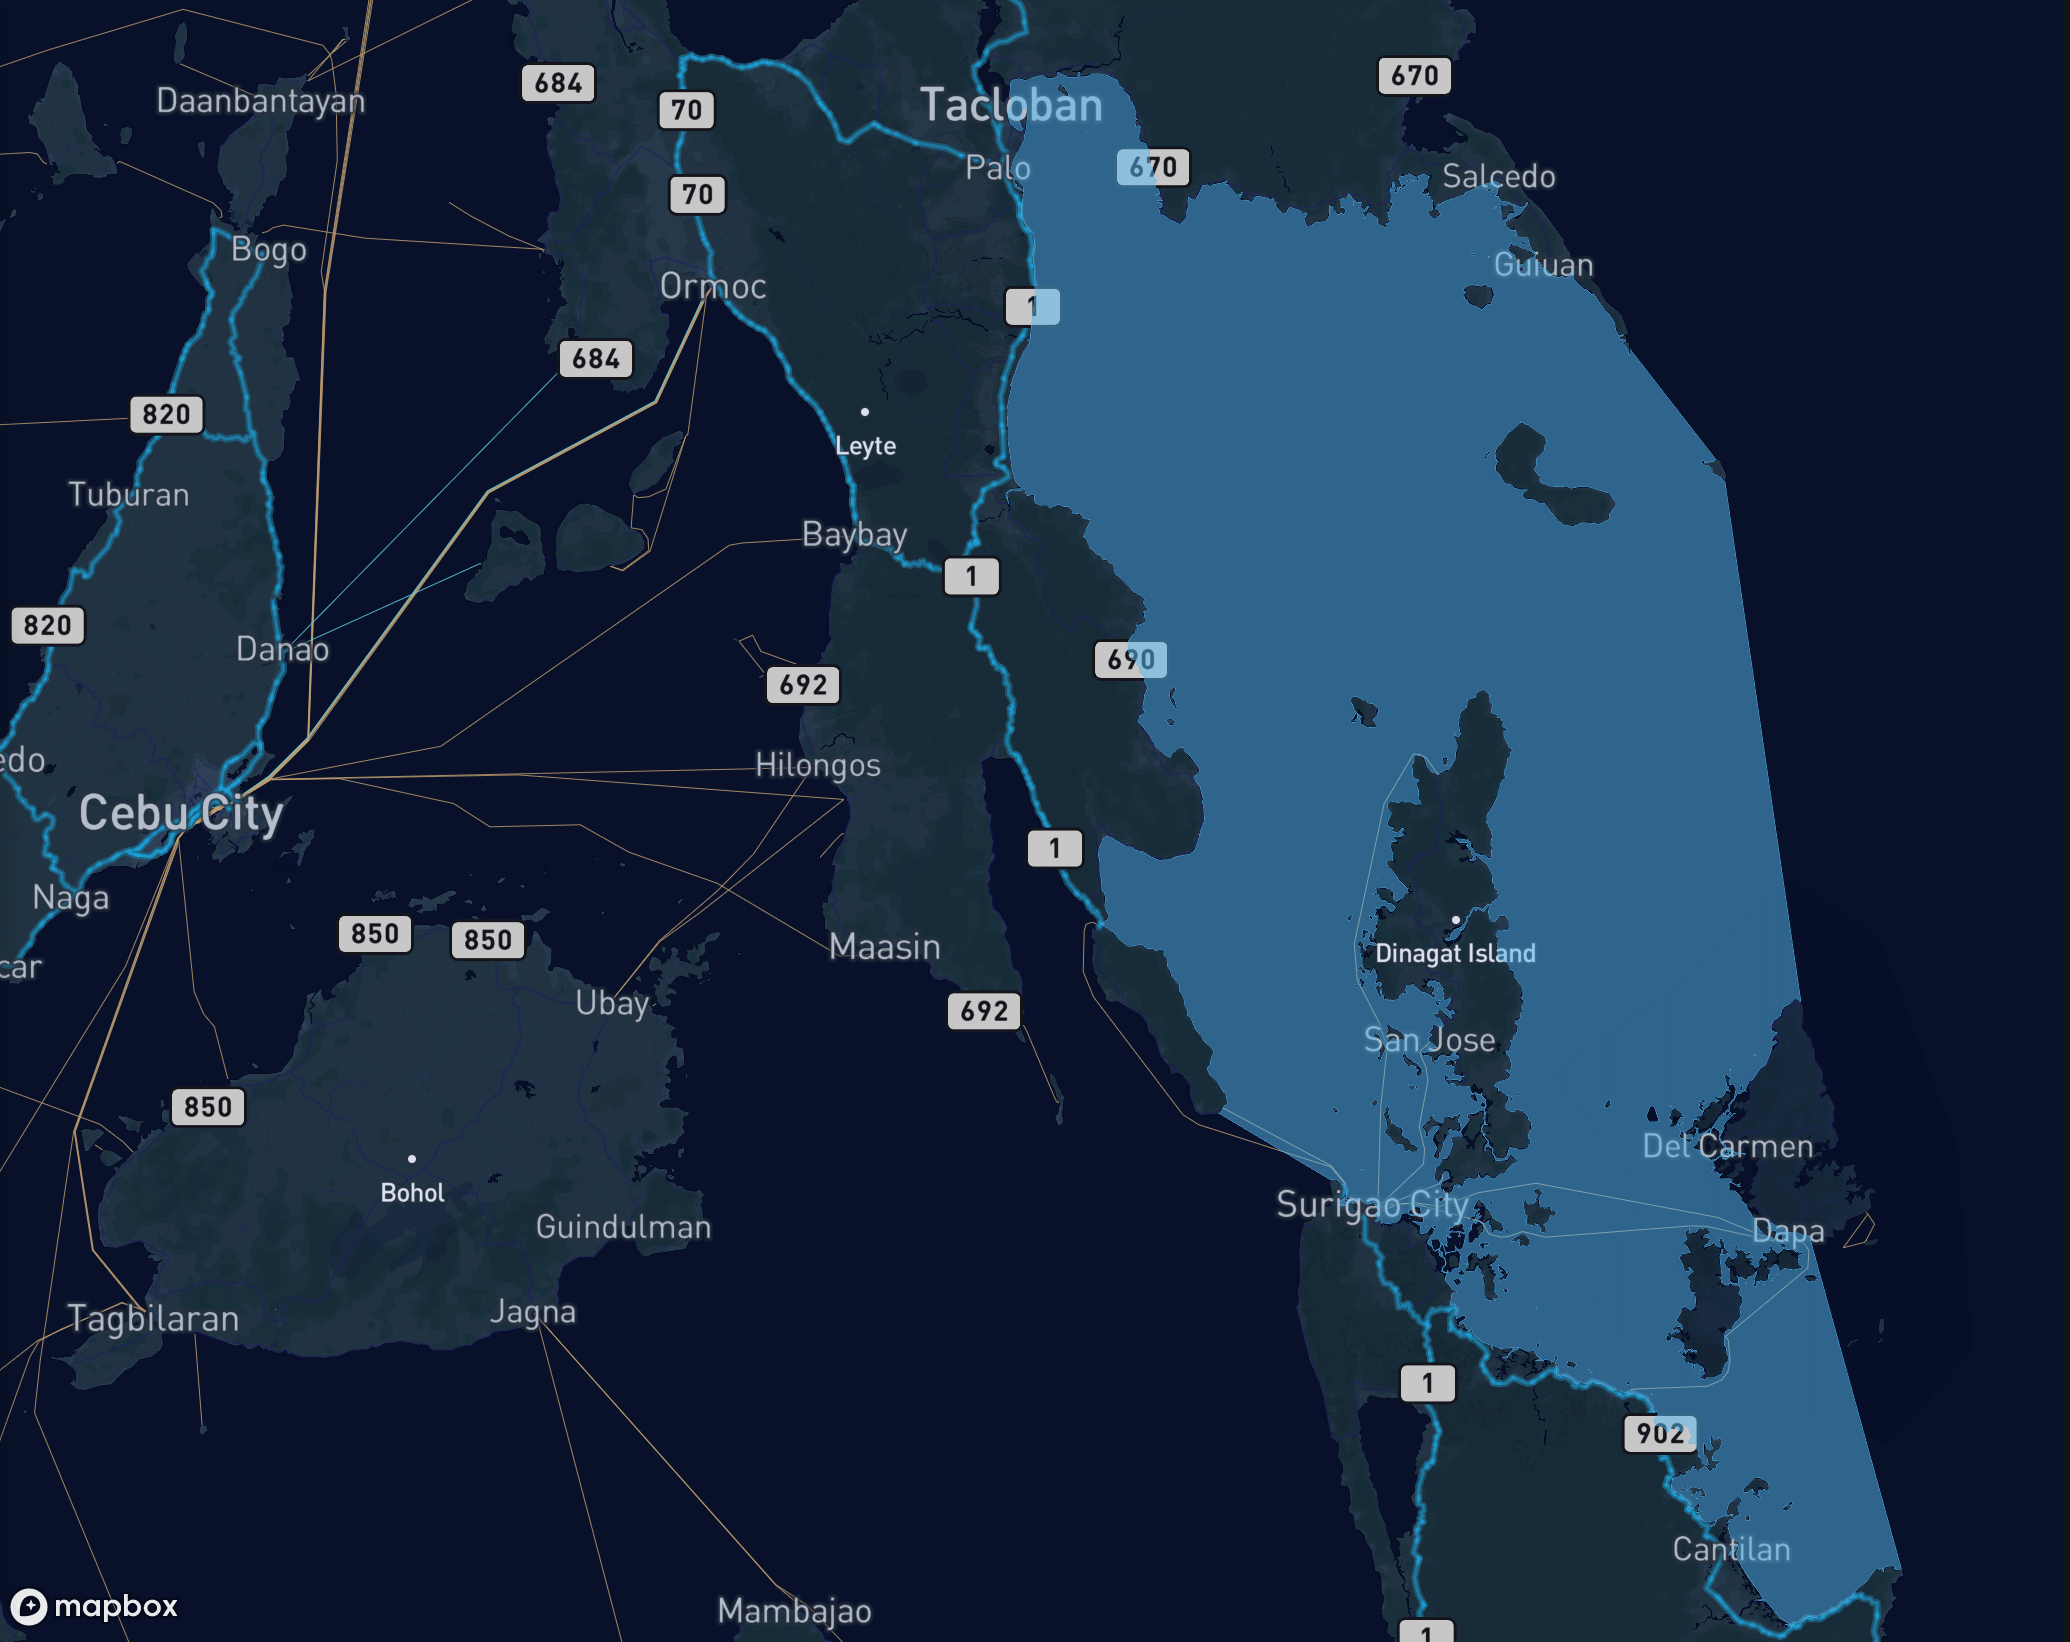 684
670
Daanbantayan
70
Tacloban
670
Palo
Salcedo
70
Bogo
Guiuan
Ormoc
1
684
820
Leyte
Tuburan
Baybay
1
820
Danao
690
692
edo
Hilongos
Cebu City
1
Naga
850
850
Maasin
Dinagat Island
car
Ubay
692
San Jose
850
Del Carmen
Bohol
Surigao City
Guindulman
Dapa
Tagbilaran
Jagna
1
902
Cantilan
mapbox
Mambajao
1